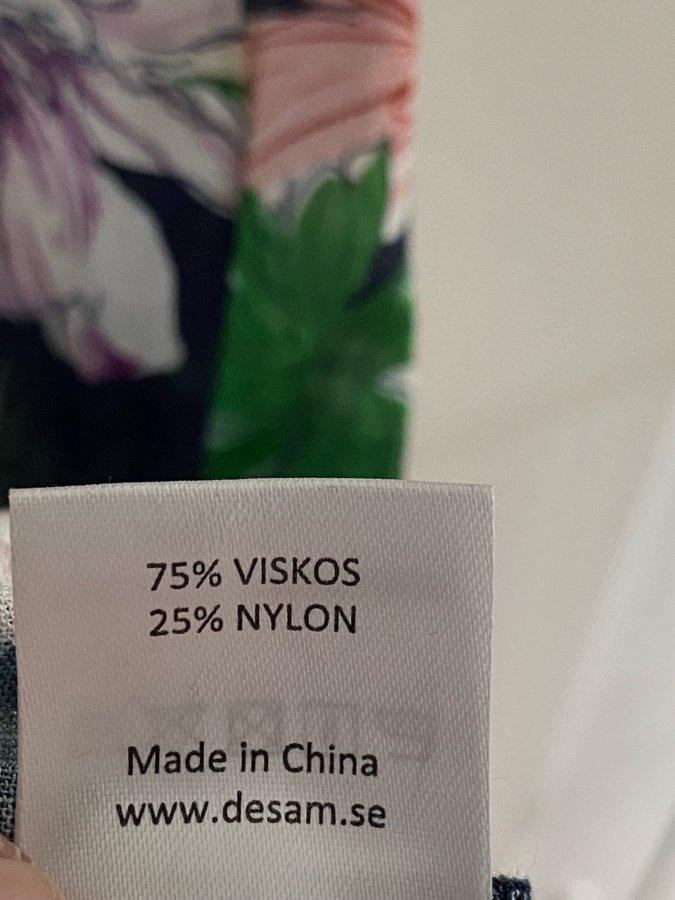 75% VISKOS
25% NYLON
Made in China
www.desam.se